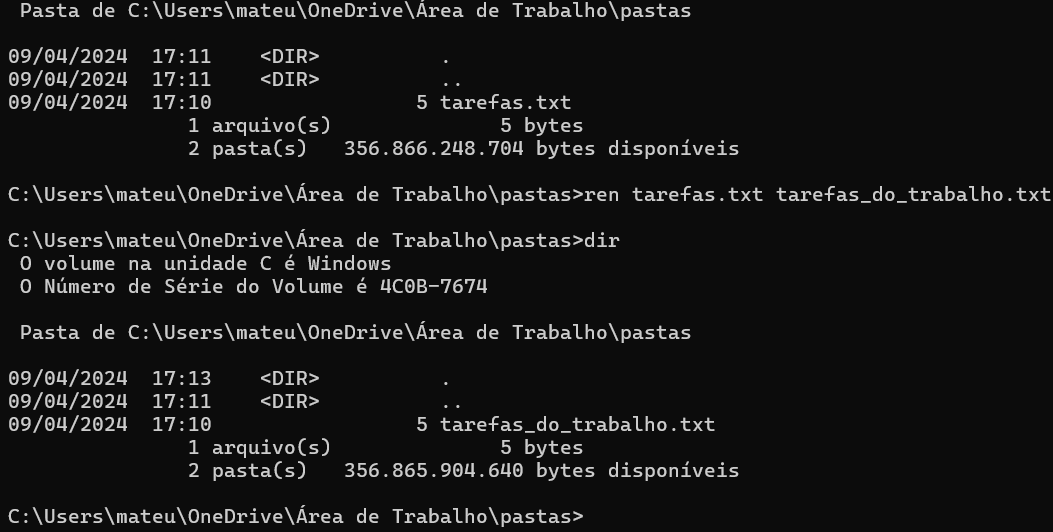 Pasta de C:\Users\mateu\OneDrive\Área de Trabalho\pastas
09/04/2024  17:11    <DIR>          .
09/04/2024  17:11    <DIR>          ..
09/04/2024  17:10                 5 tarefas.txt
               1 arquivo(s)              5 bytes
               2 pasta(s)   356.866.248.704 bytes disponíveis
C:\Users\mateu\OneDrive\Área de Trabalho\pastas>ren tarefas.txt tarefas_do_trabalho.txt
C:\Users\mateu\OneDrive\Área de Trabalho\pastas>dir
 O volume na unidade C é Windows
 O Número de Série do Volume é 4C0B-7674
 Pasta de C:\Users\mateu\OneDrive\Área de Trabalho\pastas
09/04/2024  17:13    <DIR>          .
09/04/2024  17:11    <DIR>          ..
09/04/2024  17:10                 5 tarefas_do_trabalho.txt
               1 arquivo(s)              5 bytes
               2 pasta(s)   356.865.904.640 bytes disponíveis
C:\Users\mateu\OneDrive\Área de Trabalho\pastas>